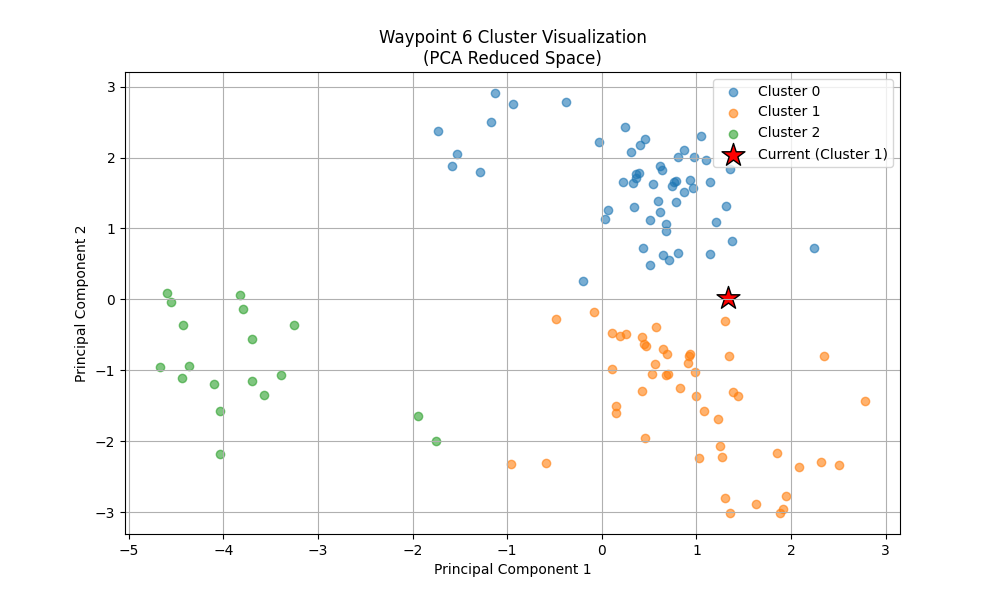 Waypoint 6 Cluster Visualization
(PCA Reduced Space)
Cluster 0
Cluster 1
Cluster 2
Current (Cluster 1)
Principal Component 2
3
2
1
0
−1
−2
−3
−5
−4
−3
−2
−1
0
1
2
3
Principal Component 1